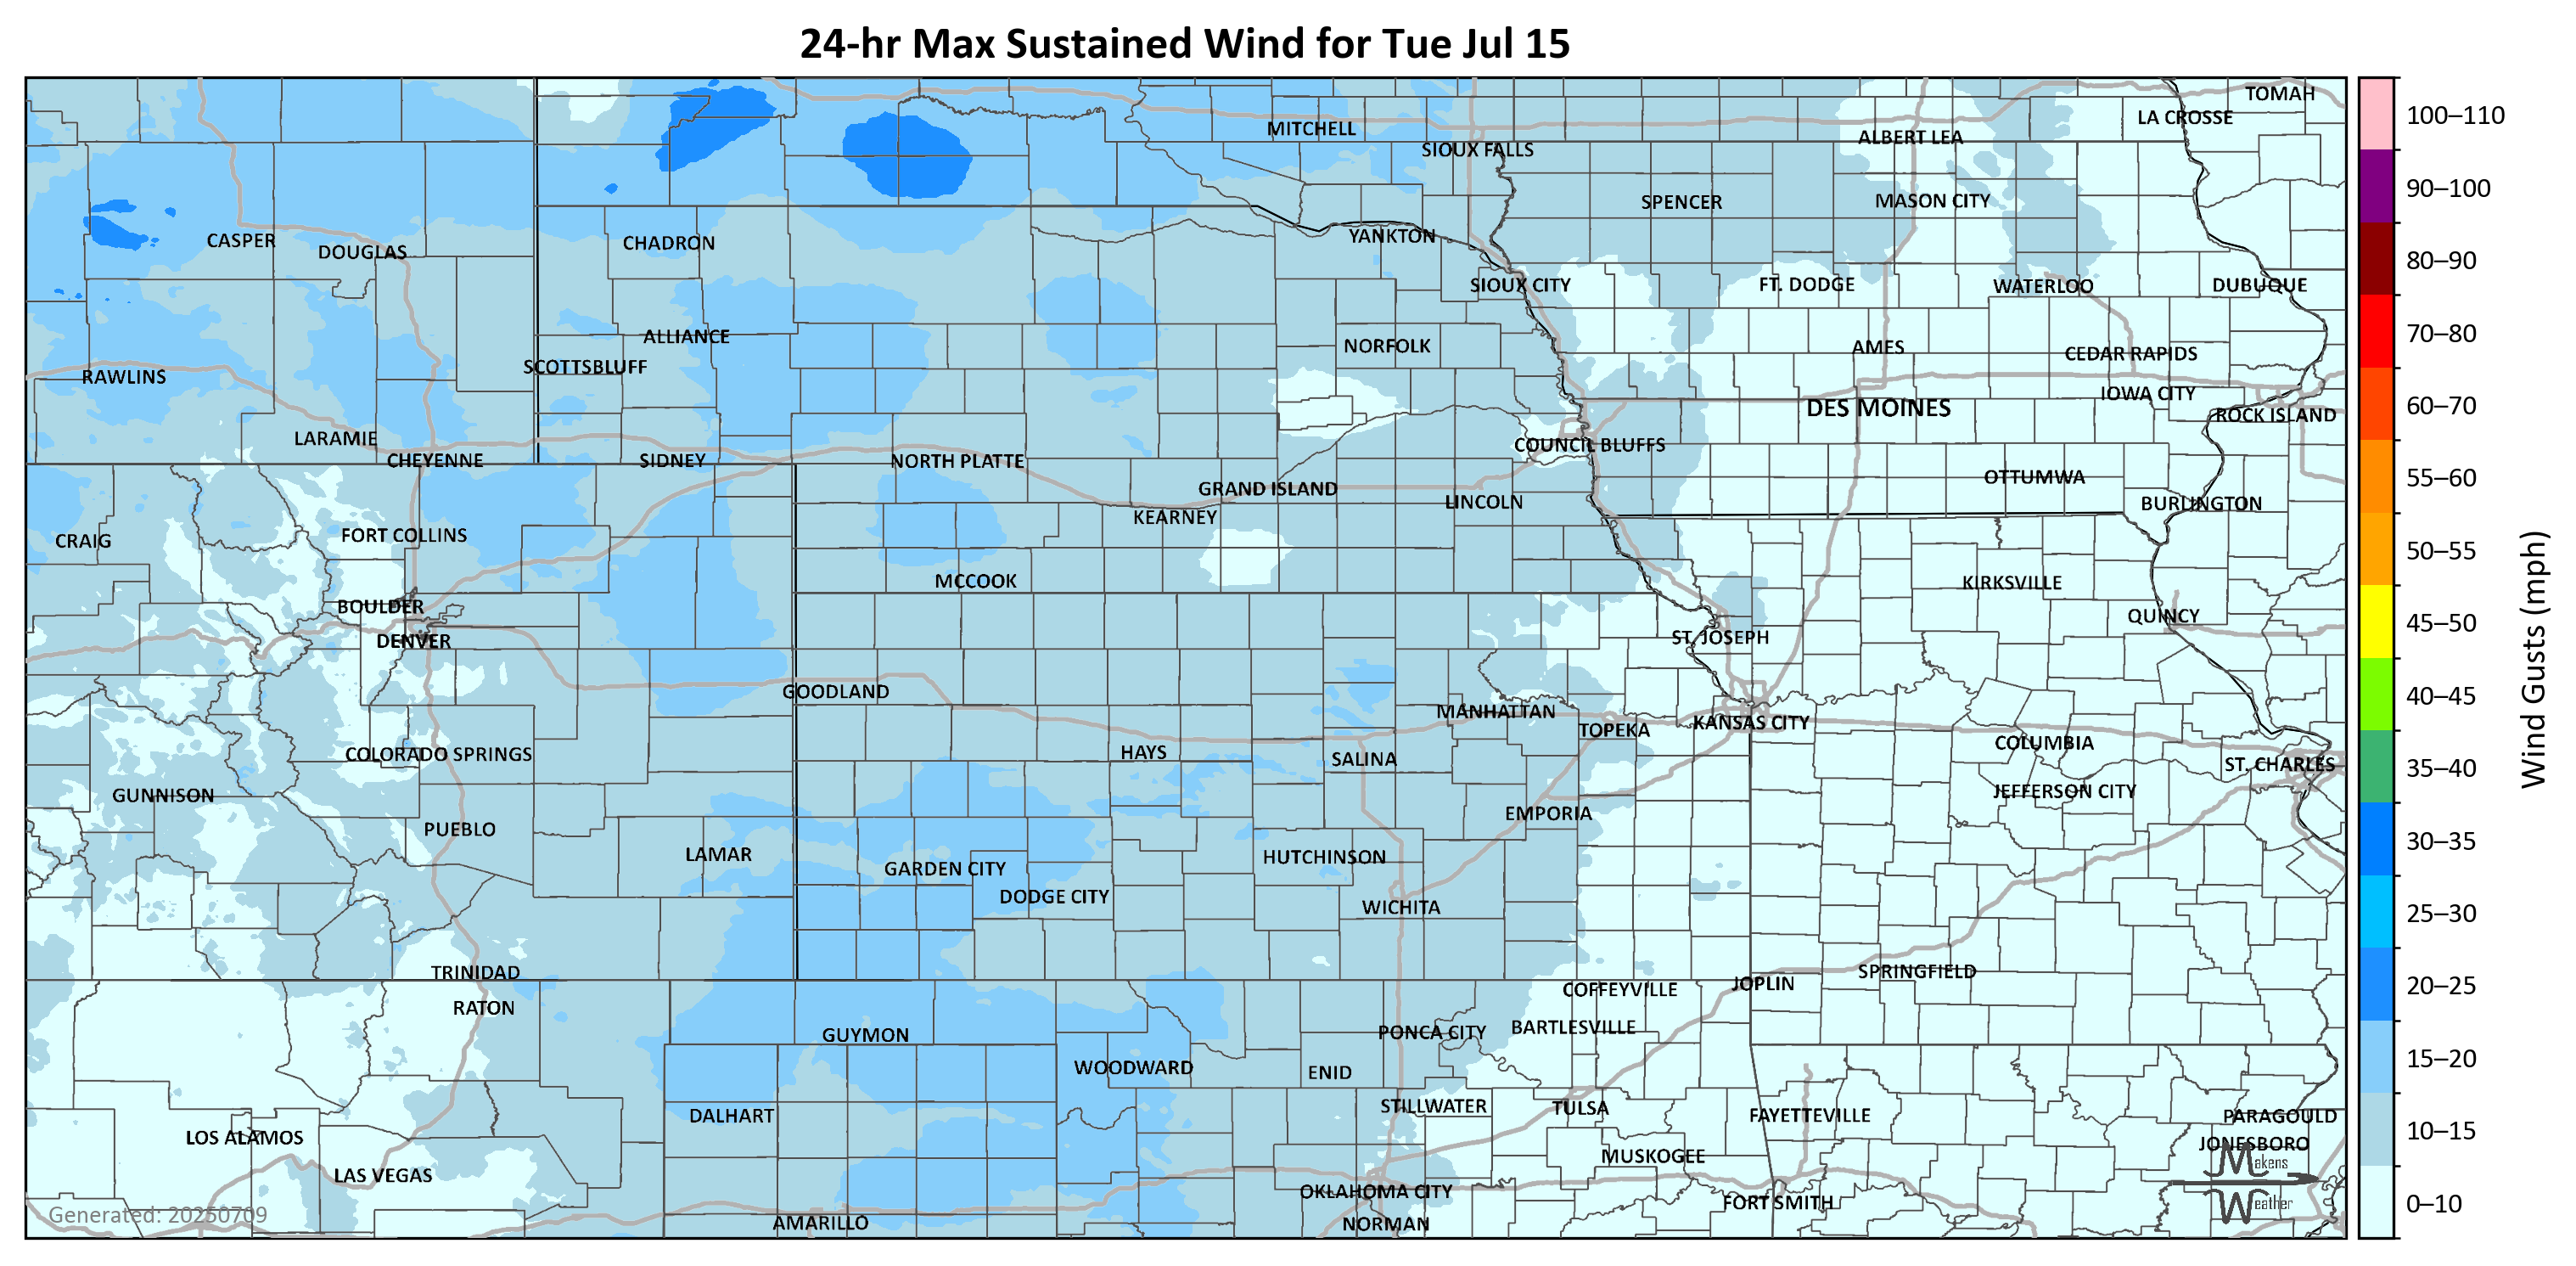 24-hr Max Sustained Wind for Tue Jul 15
TOMAH
LA CROSSE
MITCHELL
ALBERT LEA
SIOUX FALLS
SPENCER
MASON CITY
CASPER
DOUGLAS
CHADRON
YANKTON
SIOUX CITY
FT. DODGE
WATERLOO
DUBUQUE
ALLIANCE
NORFOLK
AMES
CEDAR RAPIDS
SCOTTSBLUFF
RAWLINS
IOWA CITY
DES MOINES
ROCK ISLAND
LARAMIE
COUNCIL BLUFFS
CHEYENNE
SIDNEY
NORTH PLATTE
OTTUMWA
GRAND ISLAND
LINCOLN
BURLINGTON
KEARNEY
CRAIG
FORT COLLINS
MCCOOK
KIRKSVILLE
BOULDER
QUINCY
DENVER
ST. JOSEPH
GOODLAND
MANHATTAN
TOPEKA
KANSAS CITY
COLUMBIA
COLORADO SPRINGS
HAYS
SALINA
ST. CHARLES
GUNNISON
JEFFERSON CITY
PUEBLO
EMPORIA
LAMAR
GARDEN CITY
HUTCHINSON
DODGE CITY
WICHITA
TRINIDAD
SPRINGFIELD
JOPLIN
COFFEYVILLE
RATON
GUYMON
PONCA CITY
BARTLESVILLE
WOODWARD
ENID
DALHART
STILLWATER
TULSA
FAYETTEVILLE
PARAGOULD
LOS ALAMOS
JONESBORO
MUSKOGEE
LAS VEGAS
OKLAHOMA CITY
FORT SMITH
AMARILLO
NORMAN
Generated: 20250709
Makens
Weather
100–110
90–100
80–90
70–80
60–70
55–60
50–55
45–50
40–45
35–40
30–35
25–30
20–25
15–20
10–15
0–10
Wind Gusts (mph)